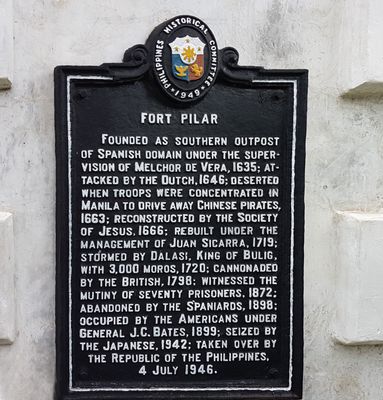 PHILIPPINES HISTORICAL COMMITTEE
• 1949 •
FORT PILAR
FOUNDED AS SOUTHERN OUTPOST
OF SPANISH DOMAIN UNDER THE SUPER-
VISION OF MELCHOR DE VERA, 1635; AT-
TACKED BY THE DUTCH, 1646; DESERTED
WHEN TROOPS WERE CONCENTRATED IN
MANILA TO DRIVE AWAY CHINESE PIRATES,
1663; RECONSTRUCTED BY THE SOCIETY
OF JESUS, 1666; REBUILT UNDER THE
MANAGEMENT OF JUAN SICARRA, 1719;
STORMED BY DALASI, KING OF BULIG,
WITH 3,000 MOROS, 1720; CANNONADED
BY THE BRITISH, 1798; WITNESSED THE
MUTINY OF SEVENTY PRISONERS, 1872;
ABANDONED BY THE SPANIARDS, 1898;
OCCUPIED BY THE AMERICANS UNDER
GENERAL J.C. BATES, 1899; SEIZED BY
THE JAPANESE, 1942; TAKEN OVER BY
THE REPUBLIC OF THE PHILIPPINES,
4 JULY 1946.